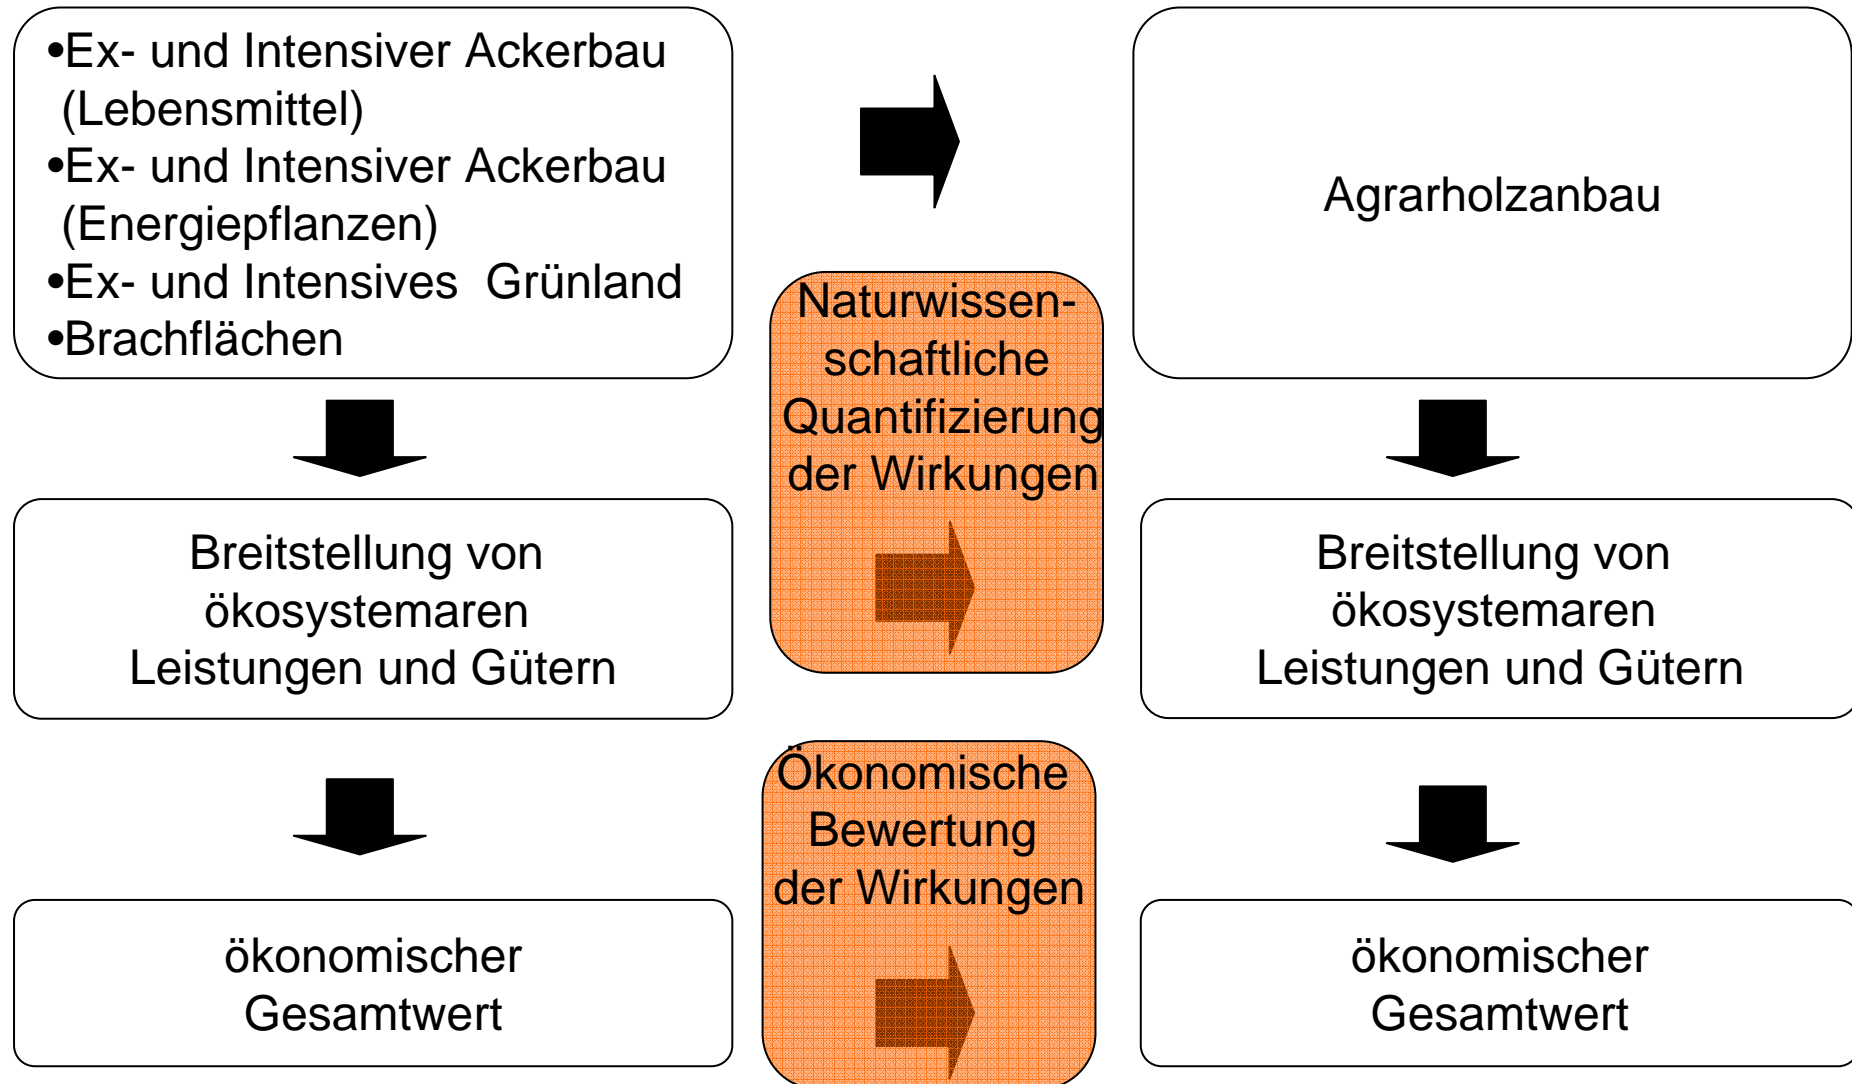 •Ex- und Intensiver Ackerbau
(Lebensmittel)
•Ex- und Intensiver Ackerbau
(Energiepflanzen)
•Ex- und Intensives Grünland
•Brachflächen
Agrarholzanbau
Naturwissen-
schaftliche
Quantifizierung
der Wirkungen
Breitstellung von
ökosystemaren
Leistungen und Gütern
Breitstellung von
ökosystemaren
Leistungen und Gütern
Ökonomische
Bewertung
der Wirkungen
ökonomischer
Gesamtwert
ökonomischer
Gesamtwert